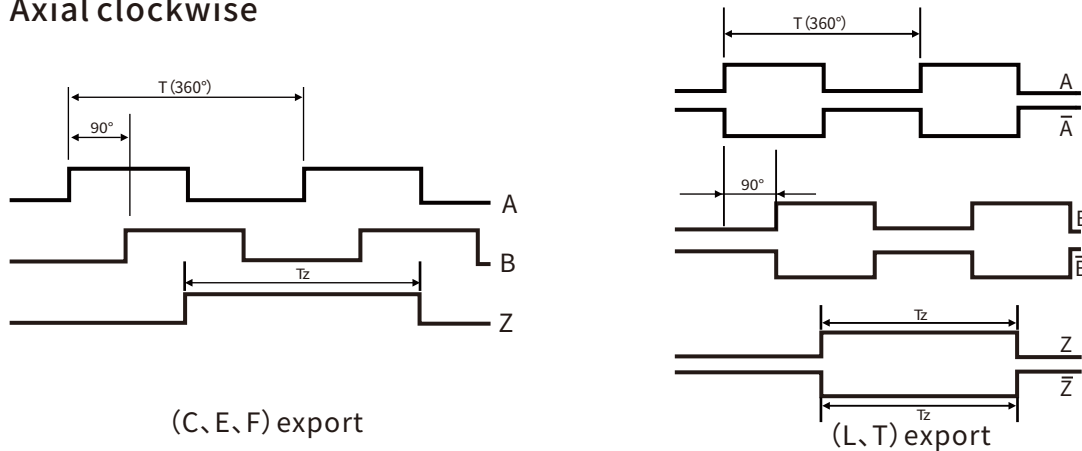 Axial clockwise
T (360°)
90°
A
B
Tz
Z
(C、E、F) export
T (360°)
A
A̅
90°
B
B̅
Tz
Z
Z̅
Tz
(L、T) export